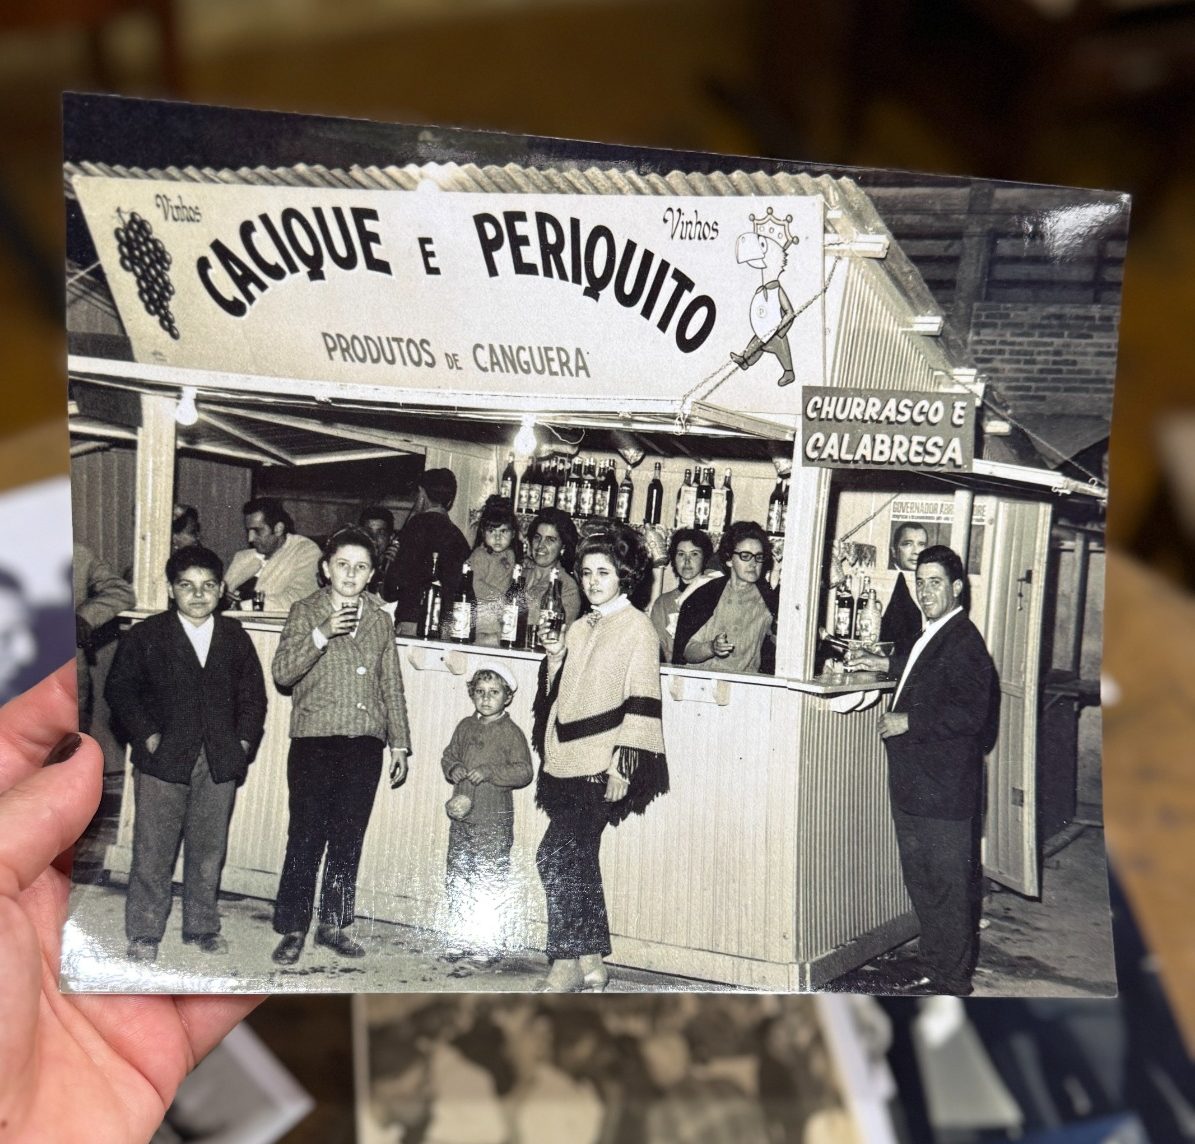 Vinhos
CACIQUE E PERIQUITO
Vinhos
PRODUTOS DE CANGUERA
P
CHURRASCO E
CALABRESA
GOVERNADOR